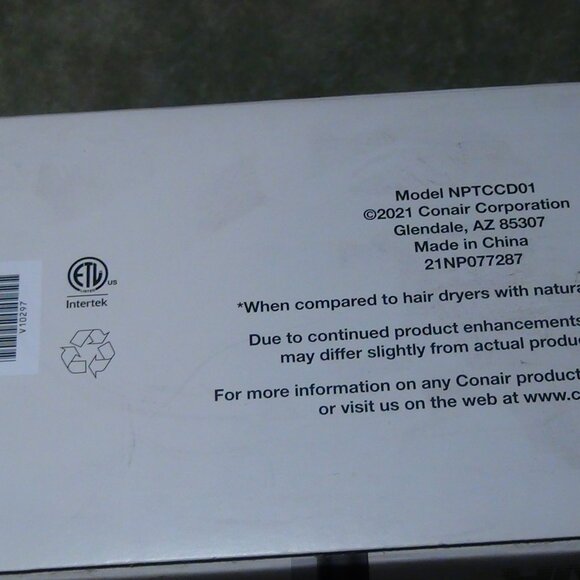 Model NPTCCD01
©2021 Conair Corporation
Glendale, AZ 85307
Made in China
21NP077287
ETL US
LISTED
Intertek
V10297
*When compared to hair dryers with natura
Due to continued product enhancements
may differ slightly from actual produc
For more information on any Conair product
or visit us on the web at www.c